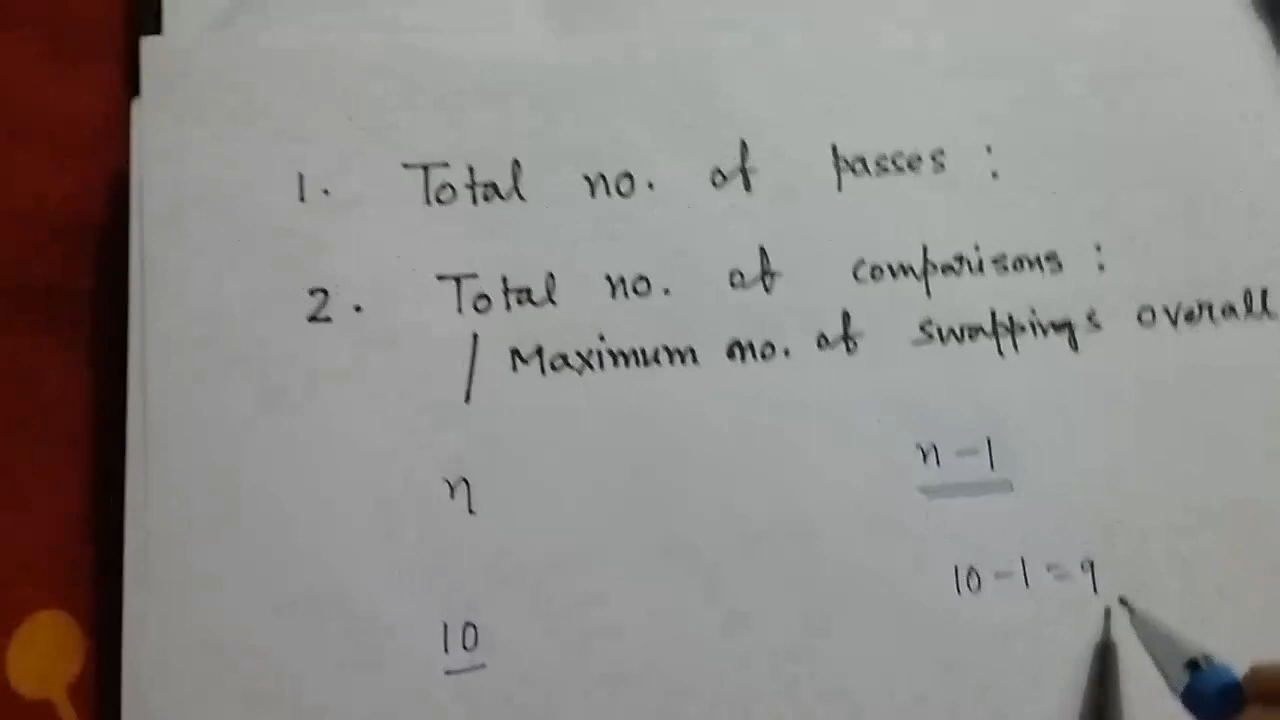 1. Total no. of passes :
2. Total no. of comparisons :
/ Maximum no. of swappings overall
n n-1
10 10-1=9